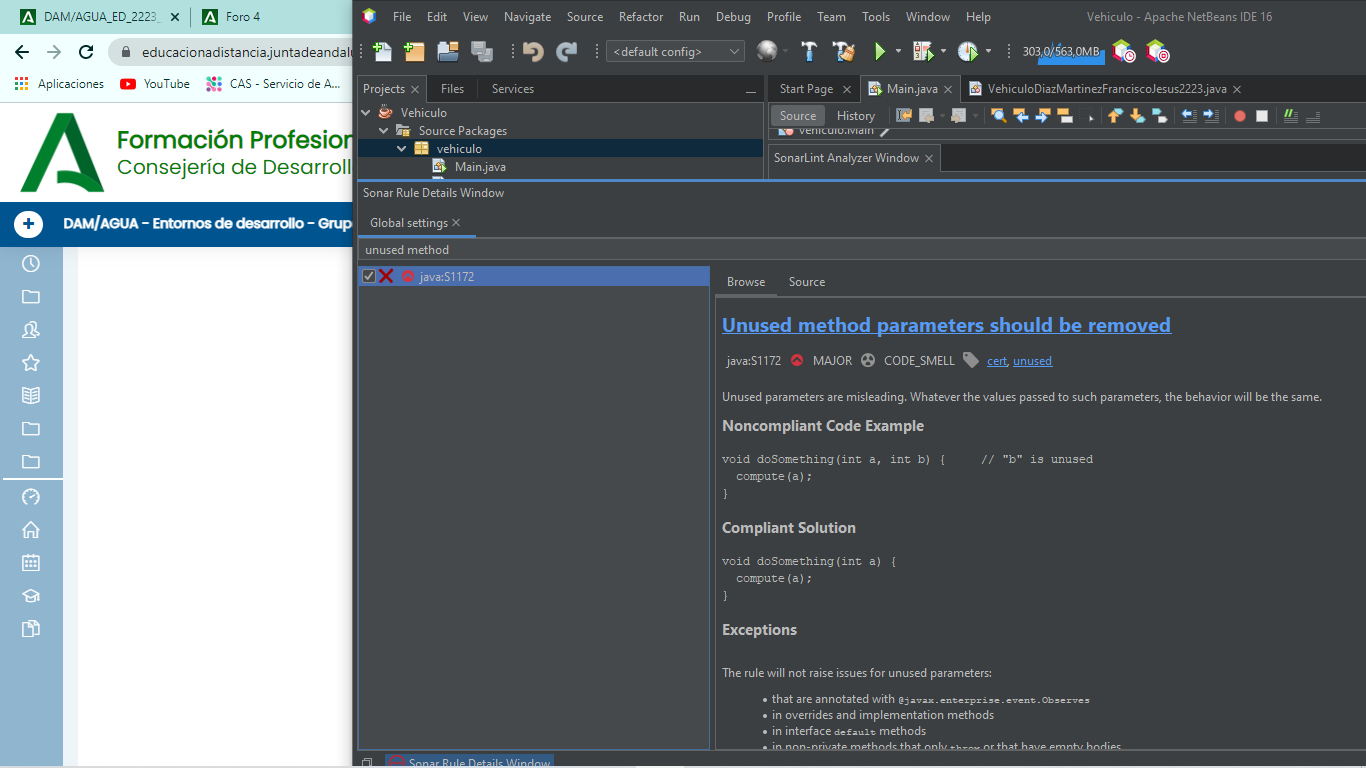 DAM/AGUA_ED_2223_
Foro 4
educacionadistancia.juntadeandalu
Aplicaciones
YouTube
CAS - Servicio de A...
Formación Profesion
Consejería de Desarroll
DAM/AGUA - Entornos de desarrollo - Grup
File Edit View Navigate Source Refactor Run Debug Profile Team Tools Window Help
Vehiculo - Apache NetBeans IDE 16
<default config>
303,0/563,0MB
Projects
Files
Services
Start Page
Main.java
VehiculoDiazMartinezFranciscoJesus2223.java
Vehiculo
Source Packages
vehiculo
Main.java
Source
History
vehiculo.Main
SonarLint Analyzer Window
Sonar Rule Details Window
Global settings
unused method
java:S1172
Browse
Source
Unused method parameters should be removed
java:S1172 MAJOR CODE_SMELL cert, unused
Unused parameters are misleading. Whatever the values passed to such parameters, the behavior will be the same.
Noncompliant Code Example
void doSomething(int a, int b) { // "b" is unused
compute(a);
}
Compliant Solution
void doSomething(int a) {
compute(a);
}
Exceptions
The rule will not raise issues for unused parameters:
• that are annotated with @javax.enterprise.event.Observes
• in overrides and implementation methods
• in interface default methods
• in non-private methods that only throw or that have empty bodies
Sonar Rule Details Window